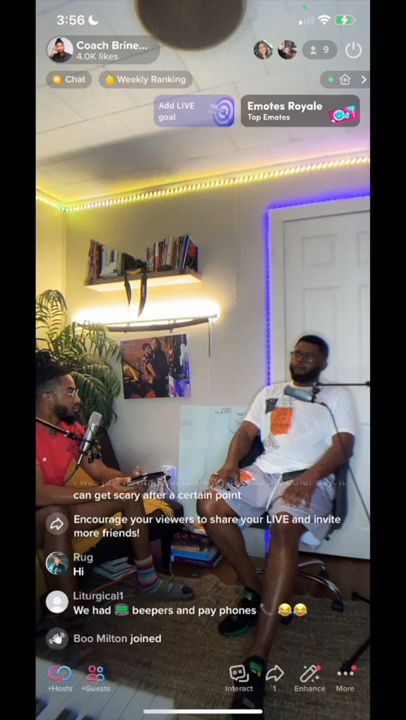 3:56
Coach Brine...
4.0K likes
9
Chat
Weekly Ranking
Add LIVE
goal
Emotes Royale
Top Emotes
can get scary after a certain point
Encourage your viewers to share your LIVE and invite
more friends!
Rug
Hi
Liturgical1
We had beepers and pay phones
Boo Milton joined
+Hosts
+Guests
Interact
1
Enhance
More